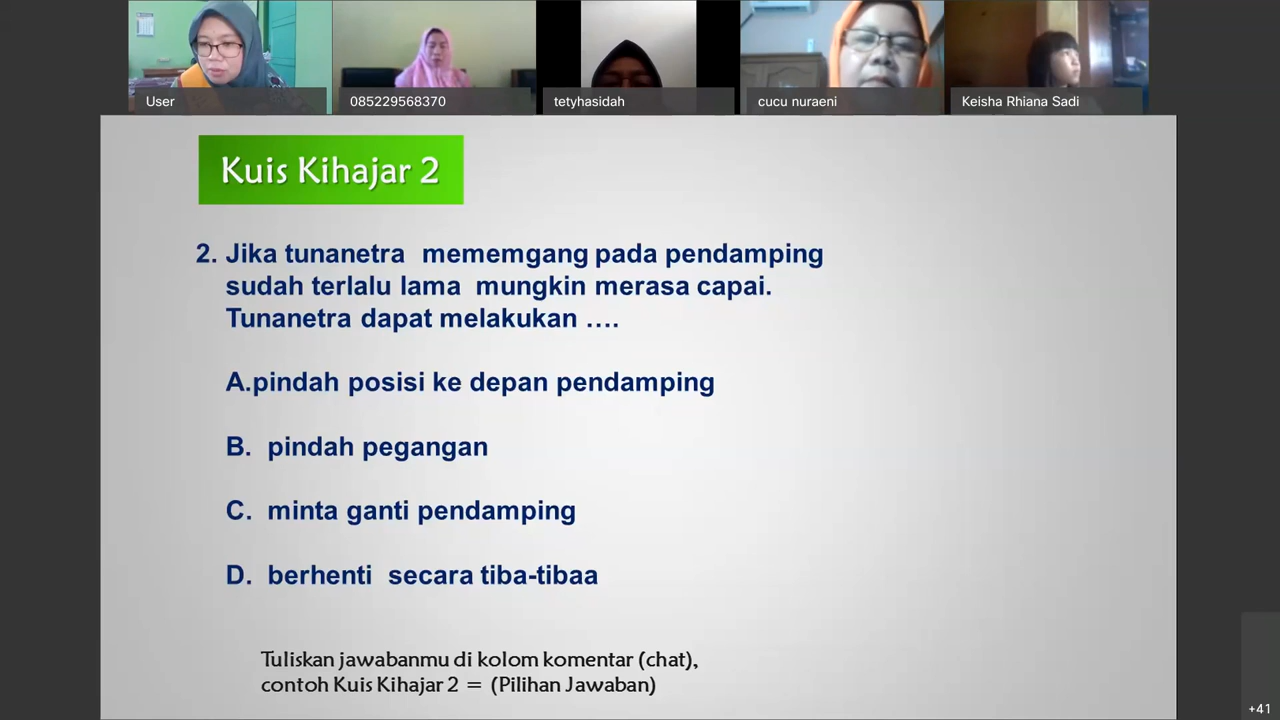 User
085229568370
tetyhasidah
cucu nuraeni
Keisha Rhiana Sadi
Kuis Kihajar 2
2. Jika tunanetra mememgang pada pendamping
sudah terlalu lama mungkin merasa capai.
Tunanetra dapat melakukan ....
A.pindah posisi ke depan pendamping
B. pindah pegangan
C. minta ganti pendamping
D. berhenti secara tiba-tibaa
Tuliskan jawabanmu di kolom komentar (chat),
contoh Kuis Kihajar 2 = (Pilihan Jawaban)
+41